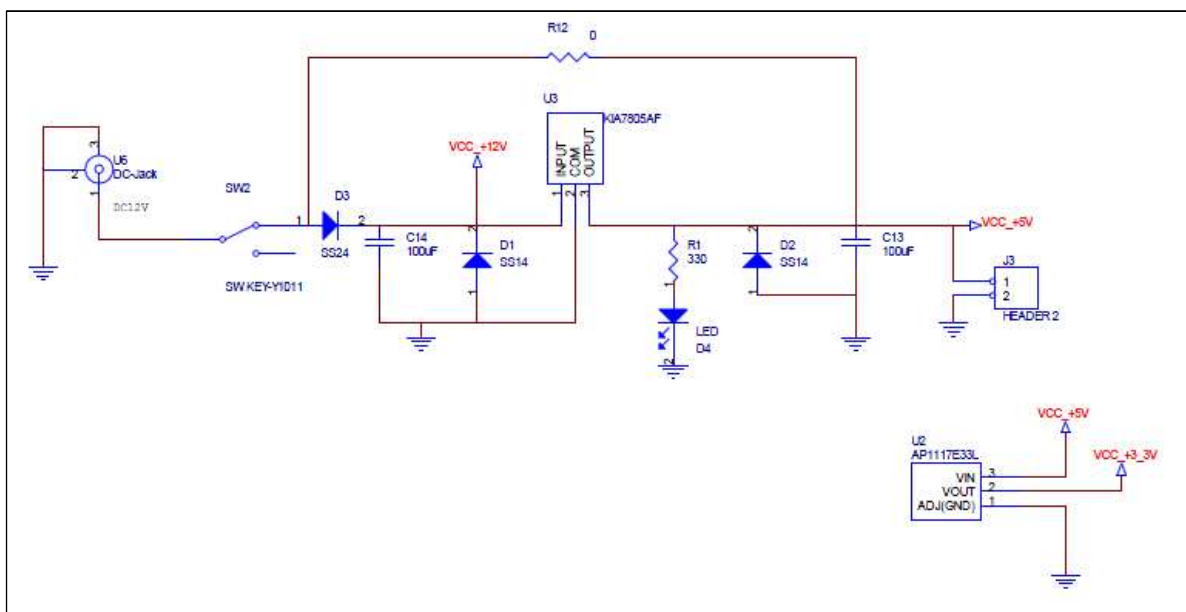 R12
0
U3
KIA7805AF
INPUT
COM
OUTPUT
1
2
3
VCC_+12V
3
2
1
U6
DC-Jack
DC12V
SW2
SW KEY-Y1011
1
D3
2
SS24
C14
100uF
2
D1
SS14
1
R1
330
1
LED
D4
2
2
D2
SS14
1
C13
100uF
VCC_+5V
J3
1
2
HEADER 2
VCC_+5V
U2
AP1117E33L
VCC_+3_3V
VIN 3
VOUT 2
ADJ(GND) 1